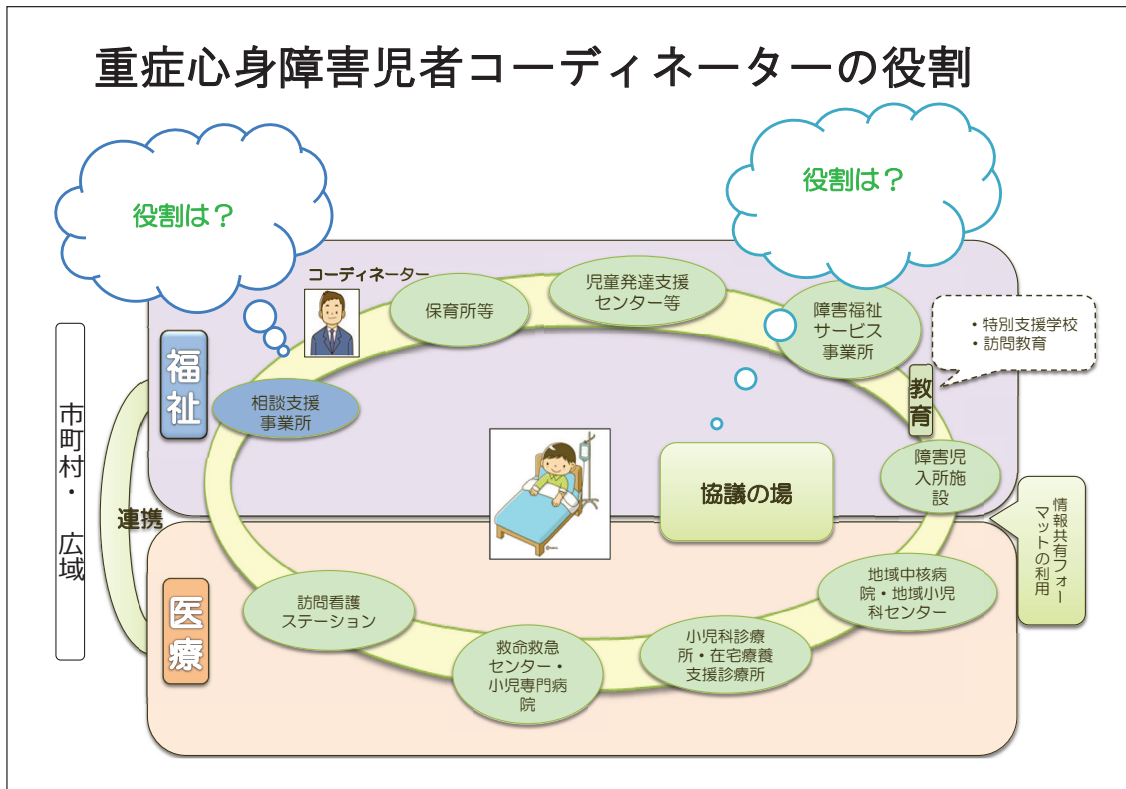 重症心身障害児者コーディネーターの役割
役割は？
役割は？
コーディネーター
保育所等
児童発達支援
センター等
障害福祉
サービス
事業所
・特別支援学校
・訪問教育
福祉
相談支援
事業所
教育
市町村・広域
連携
協議の場
障害児
入所施
設
情報共有フォー
マットの利用
医療
訪問看護
ステーション
救命救急
センター・
小児専門病
院
小児科診療
所・在宅療養
支援診療所
地域中核病
院・地域小児
科センター